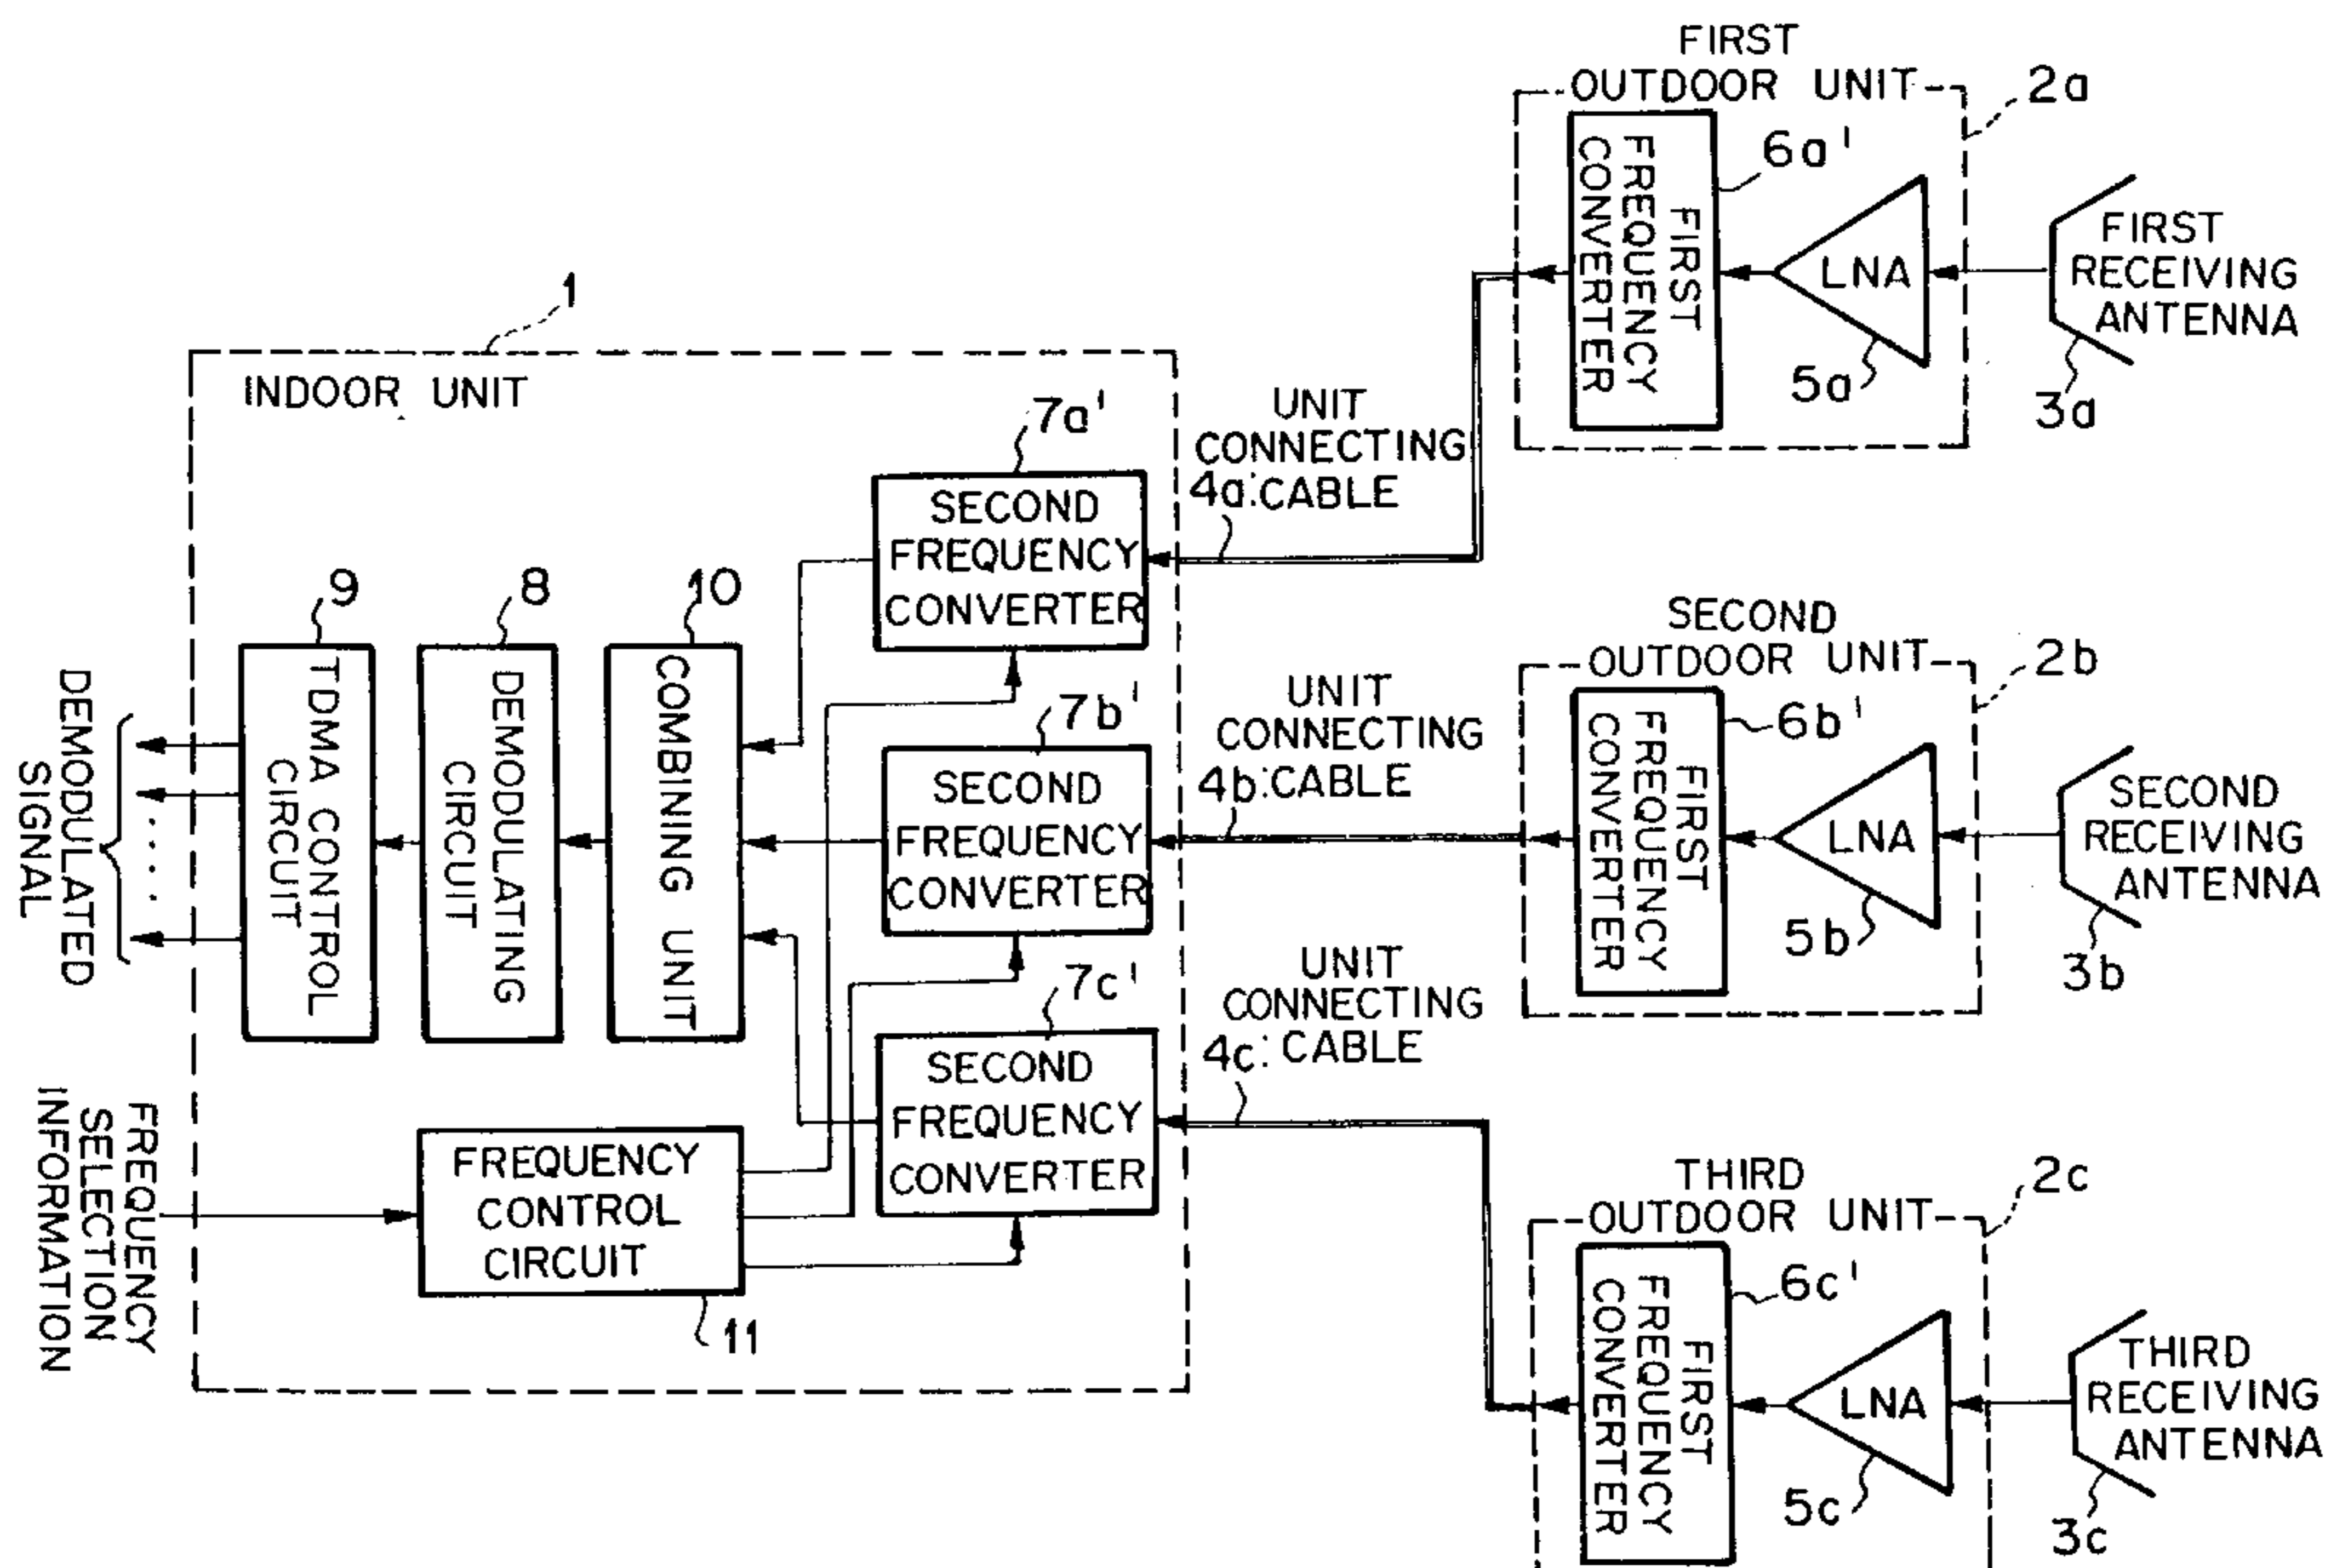 FIRST
OUTDOOR UNIT
2a
6a'
FIRST
FREQUENCY
CONVERTER
LNA
5a
FIRST
RECEIVING
ANTENNA
3a
1
INDOOR UNIT
7a'
SECOND
FREQUENCY
CONVERTER
UNIT
CONNECTING
4a:CABLE
9
TDMA CONTROL
CIRCUIT
8
DEMODULATING
CIRCUIT
10
COMBINING UNIT
DEMODULATED
SIGNAL
7b'
SECOND
FREQUENCY
CONVERTER
UNIT
CONNECTING
4b:CABLE
SECOND
OUTDOOR UNIT
2b
6b'
FIRST
FREQUENCY
CONVERTER
LNA
5b
SECOND
RECEIVING
ANTENNA
3b
7c'
SECOND
FREQUENCY
CONVERTER
UNIT
CONNECTING
4c: CABLE
FREQUENCY
SELECTION
INFORMATION
FREQUENCY
CONTROL
CIRCUIT
11
THIRD
OUTDOOR UNIT
2c
6c'
FIRST
FREQUENCY
CONVERTER
LNA
5c
THIRD
RECEIVING
ANTENNA
3c